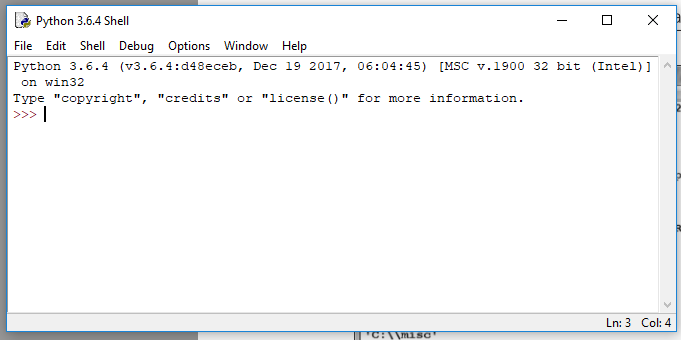 Python 3.6.4 Shell
File Edit Shell Debug Options Window Help
Python 3.6.4 (v3.6.4:d48eceb, Dec 19 2017, 06:04:45) [MSC v.1900 32 bit (Intel)]
on win32
Type "copyright", "credits" or "license()" for more information.
>>>
Ln: 3 Col: 4
'C:\\misc'